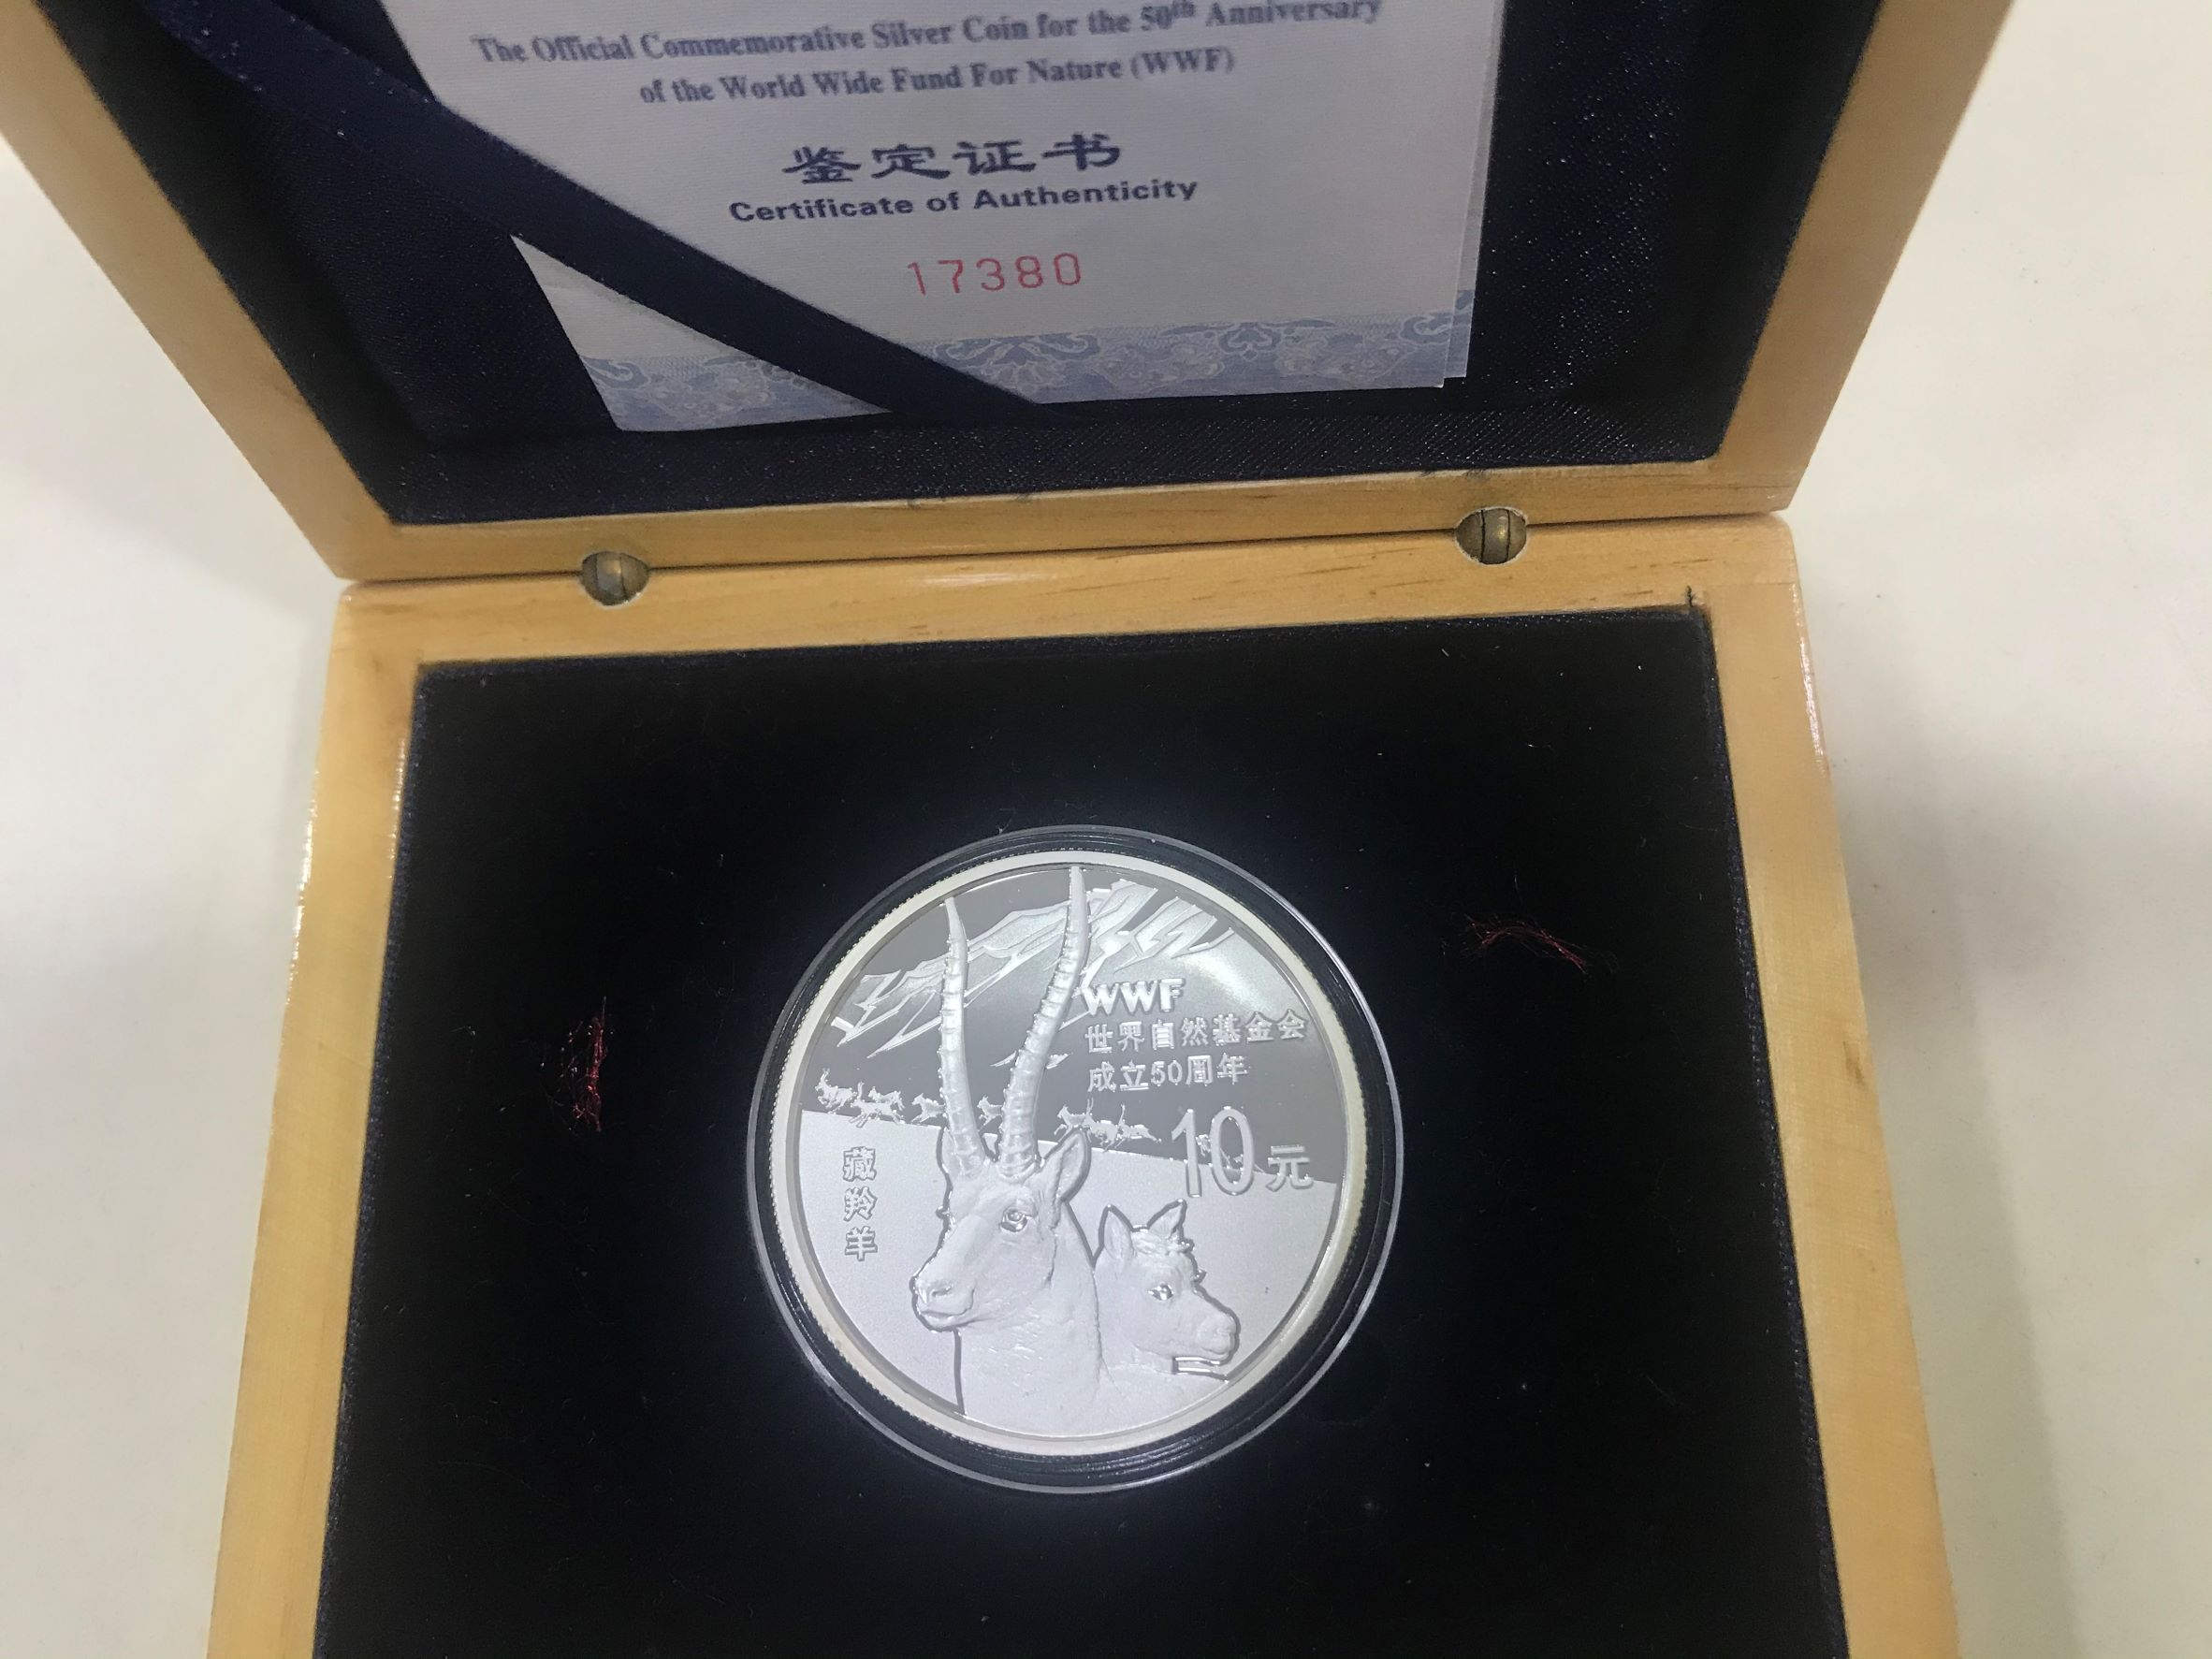 The Official Commemorative Silver Coin for the 50th Anniversary
of the World Wide Fund For Nature (WWF)
鉴定证书
Certificate of Authenticity
17380
WWF
世界自然基金会
成立50周年
10元
藏羚羊